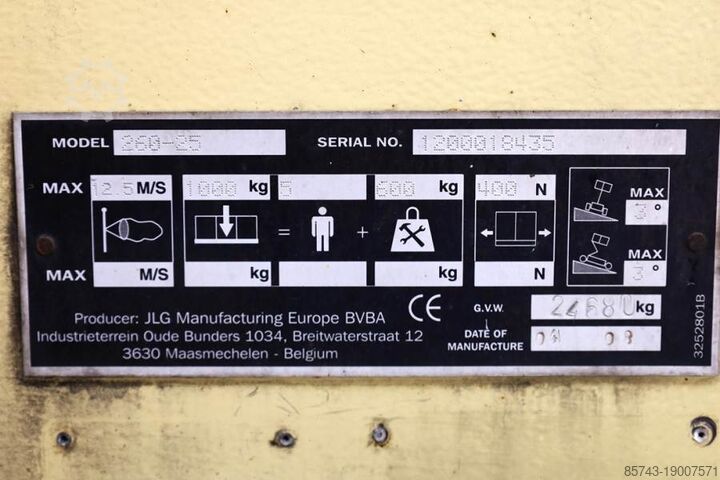 MODEL 260-25 SERIAL NO. 1200018435
MAX 12.5 M/S 1000 kg 5 600 kg 400 N MAX 3°
= +
MAX M/S kg kg N MAX 3°
Producer: JLG Manufacturing Europe BVBA
Industrieterrein Oude Bunders 1034, Breitwaterstraat 12
3630 Maasmechelen - Belgium
CE
G.V.W. kg
DATE OF
MANUFACTURE
3252801B
85743-19007571